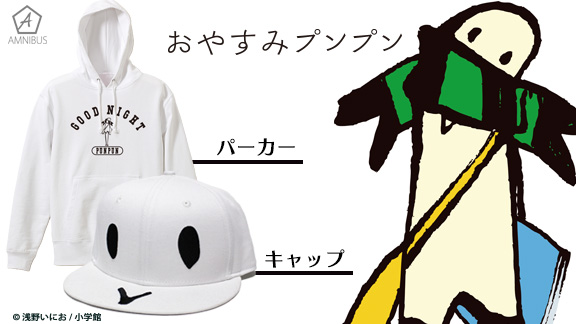 AMNIBUS
おやすみプンプン
GOOD NIGHT
PUNPUN
パーカー
キャップ
© 浅野いにお / 小学館